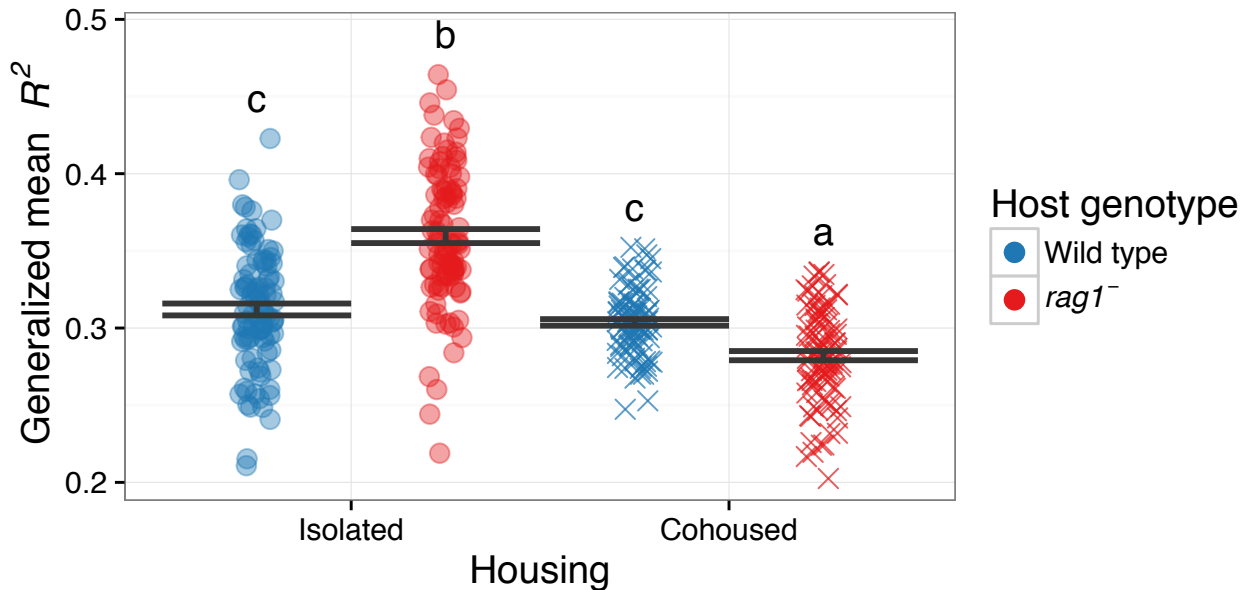 Generalized mean R²
0.5
0.4
0.3
0.2
c
b
c
a
Isolated
Cohoused
Housing
Host genotype
Wild type
rag1⁻